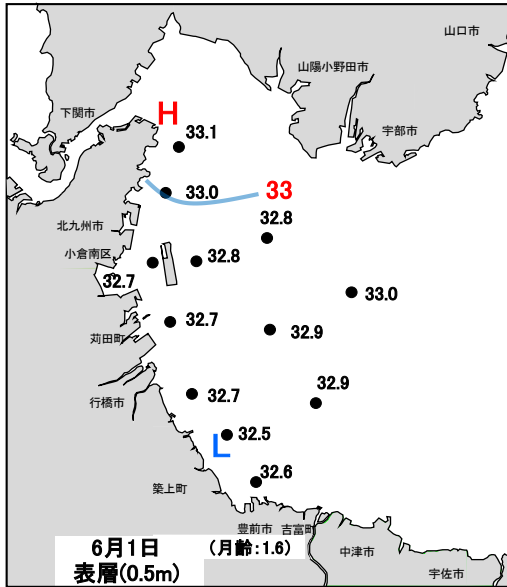 山口市
山陽小野田市
下関市
宇部市
H
33.1
33.0
33
北九州市
32.8
小倉南区
32.8
32.7
33.0
32.7
32.9
苅田町
32.7
32.9
行橋市
32.5
L
32.6
築上町
豊前市 吉富町
6月1日 (月齢:1.6)
中津市
表層(0.5m)
宇佐市